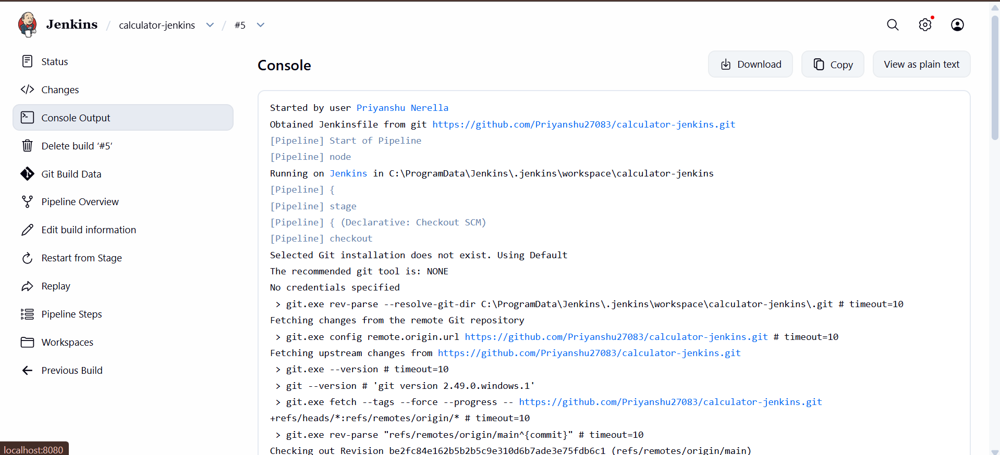 Jenkins / calculator-jenkins / #5
Status
Changes
Console Output
Delete build ‘#5’
Git Build Data
Pipeline Overview
Edit build information
Restart from Stage
Replay
Pipeline Steps
Workspaces
Previous Build
Console
Download
Copy
View as plain text
Started by user Priyanshu Nerella
Obtained Jenkinsfile from git https://github.com/Priyanshu27083/calculator-jenkins.git
[Pipeline] Start of Pipeline
[Pipeline] node
Running on Jenkins in C:\ProgramData\Jenkins\.jenkins\workspace\calculator-jenkins
[Pipeline] {
[Pipeline] stage
[Pipeline] { (Declarative: Checkout SCM)
[Pipeline] checkout
Selected Git installation does not exist. Using Default
The recommended git tool is: NONE
No credentials specified
> git.exe rev-parse --resolve-git-dir C:\ProgramData\Jenkins\.jenkins\workspace\calculator-jenkins\.git # timeout=10
Fetching changes from the remote Git repository
> git.exe config remote.origin.url https://github.com/Priyanshu27083/calculator-jenkins.git # timeout=10
Fetching upstream changes from https://github.com/Priyanshu27083/calculator-jenkins.git
> git.exe --version # timeout=10
> git --version # 'git version 2.49.0.windows.1'
> git.exe fetch --tags --force --progress -- https://github.com/Priyanshu27083/calculator-jenkins.git
+refs/heads/*:refs/remotes/origin/* # timeout=10
> git.exe rev-parse "refs/remotes/origin/main^{commit}" # timeout=10
Checking out Revision be2fc84e162b5b2b5c9e310d6b7ade3e75fdb6c1 (refs/remotes/origin/main)
localhost:8080